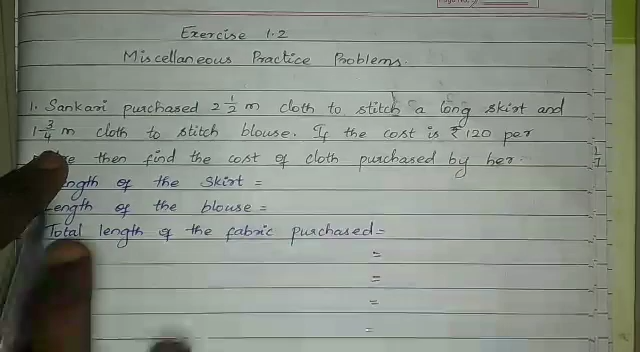 Exercise 1.2
Miscellaneous Practice Problems.
1. Sankari purchased 2 1/2 m cloth to stitch a long skirt and
1 3/4 m cloth to stitch blouse. If the cost is ₹120 per
then find the cost of cloth purchased by her.
Length of the skirt =
Length of the blouse =
Total length of the fabric purchased =
=
=
=
=